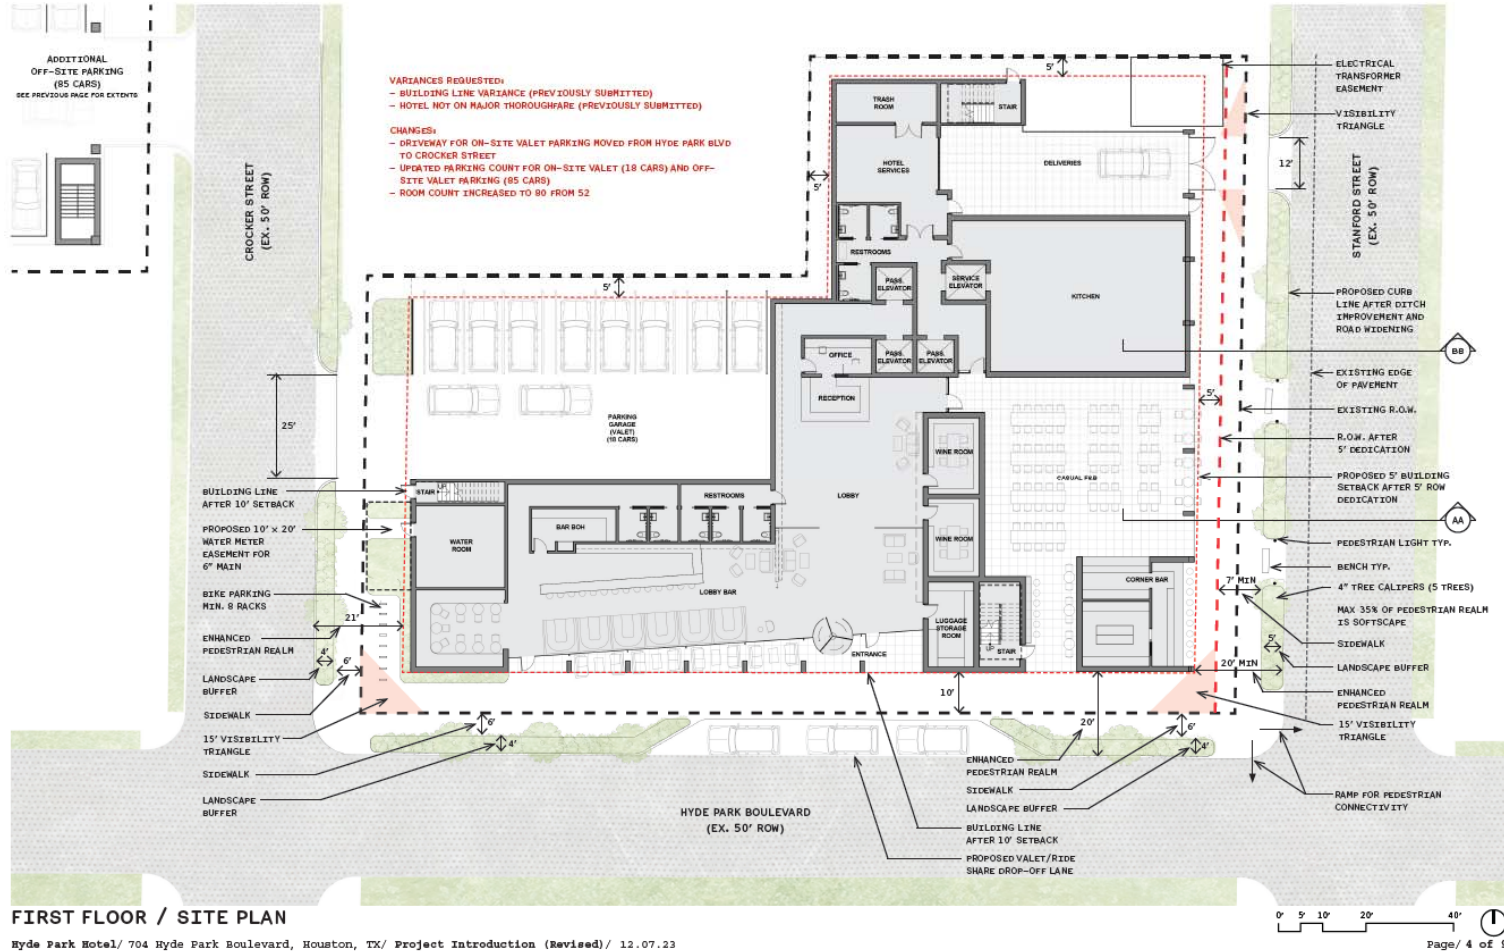 ADDITIONAL
OFF-SITE PARKING
(85 CARS)
SEE PREVIOUS PAGE FOR EXTENTS
CROCKER STREET
(EX. 50' ROW)
VARIANCES REQUESTED:
- BUILDING LINE VARIANCE (PREVIOUSLY SUBMITTED)
- HOTEL NOT ON MAJOR THOROUGHFARE (PREVIOUSLY SUBMITTED)
CHANGES:
- DRIVEWAY FOR ON-SITE VALET PARKING MOVED FROM HYDE PARK BLVD
TO CROCKER STREET
- UPDATED PARKING COUNT FOR ON-SITE VALET (18 CARS) AND OFF-
SITE VALET PARKING (85 CARS)
- ROOM COUNT INCREASED TO 80 FROM 52
5'
5'
5'
TRASH
ROOM
STAIR
HOTEL
SERVICES
DELIVERIES
12'
RESTROOMS
PASS.
ELEVATOR
SERVICE
ELEVATOR
KITCHEN
OFFICE
PASS.
ELEVATOR
PASS.
ELEVATOR
RECEPTION
PARKING
GARAGE
(VALET)
(18 CARS)
25'
5'
WINE ROOM
LOBBY
CASUAL F&B
STAIR
RESTROOMS
BAR BOH
WATER
ROOM
WINE ROOM
LOBBY BAR
CORNER BAR
LUGGAGE
STORAGE
ROOM
STAIR
ENTRANCE
STANFORD STREET
(EX. 50' ROW)
ELECTRICAL
TRANSFORMER
EASEMENT
VISIBILITY
TRIANGLE
PROPOSED CURB
LINE AFTER DITCH
IMPROVEMENT AND
ROAD WIDENING
BB
EXISTING EDGE
OF PAVEMENT
EXISTING R.O.W.
R.O.W. AFTER
5' DEDICATION
PROPOSED 5' BUILDING
SETBACK AFTER 5' ROW
DEDICATION
AA
PEDESTRIAN LIGHT TYP.
BENCH TYP.
4" TREE CALIPERS (5 TREES)
MAX 35% OF PEDESTRIAN REALM
IS SOFTSCAPE
SIDEWALK
LANDSCAPE BUFFER
ENHANCED
PEDESTRIAN REALM
15' VISIBILITY
TRIANGLE
RAMP FOR PEDESTRIAN
CONNECTIVITY
7' MIN
5'
20' MIN
BUILDING LINE
AFTER 10' SETBACK
PROPOSED 10' x 20'
WATER METER
EASEMENT FOR
6" MAIN
BIKE PARKING
MIN. 8 RACKS
21'
ENHANCED
PEDESTRIAN REALM
4'
6'
LANDSCAPE
BUFFER
SIDEWALK
15' VISIBILITY
TRIANGLE
SIDEWALK
LANDSCAPE
BUFFER
6'
4'
10'
20'
6'
4'
ENHANCED
PEDESTRIAN REALM
SIDEWALK
LANDSCAPE BUFFER
BUILDING LINE
AFTER 10' SETBACK
PROPOSED VALET/RIDE
SHARE DROP-OFF LANE
HYDE PARK BOULEVARD
(EX. 50' ROW)
FIRST FLOOR / SITE PLAN
0' 5' 10' 20' 40'
Hyde Park Hotel/ 704 Hyde Park Boulevard, Houston, TX/ Project Introduction (Revised)/ 12.07.23
Page/ 4 of 9